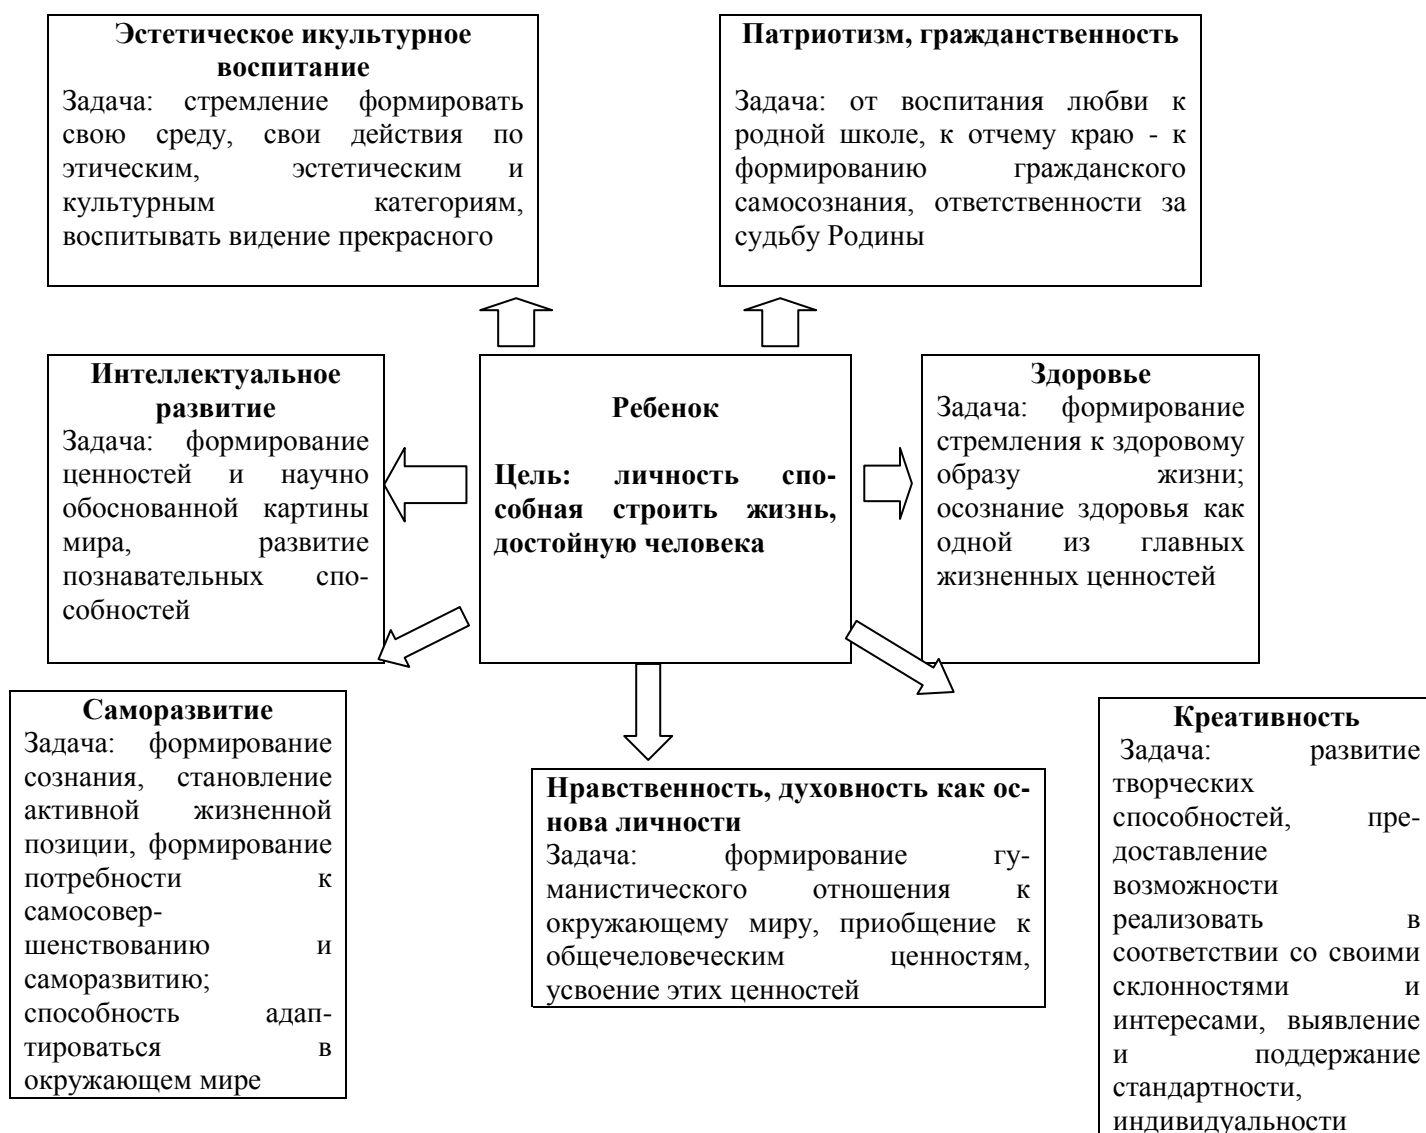 Эстетическое икультурное
воспитание
Задача: стремление формировать
свою среду, свои действия по
этическим, эстетическим и
культурным категориям,
воспитывать видение прекрасного
Патриотизм, гражданственность
Задача: от воспитания любви к
родной школе, к отчему краю - к
формированию гражданского
самосознания, ответственности за
судьбу Родины
Интеллектуальное
развитие
Задача: формирование
ценностей и научно
обоснованной картины
мира, развитие
познавательных спо-
собностей
Ребенок
Цель: личность спо-
собная строить жизнь,
достойную человека
Здоровье
Задача: формирование
стремления к здоровому
образу жизни;
осознание здоровья как
одной из главных
жизненных ценностей
Саморазвитие
Задача: формирование
сознания, становление
активной жизненной
позиции, формирование
потребности к
самосовер-
шенствованию и
саморазвитию;
способность адап-
тироваться в
окружающем мире
Нравственность, духовность как ос-
нова личности
Задача: формирование гу-
манистического отношения к
окружающему миру, приобщение к
общечеловеческим ценностям,
усвоение этих ценностей
Креативность
Задача: развитие
творческих
способностей, пре-
доставление
возможности
реализовать в
соответствии со своими
склонностями и
интересами, выявление
и поддержание
стандартности,
индивидуальности